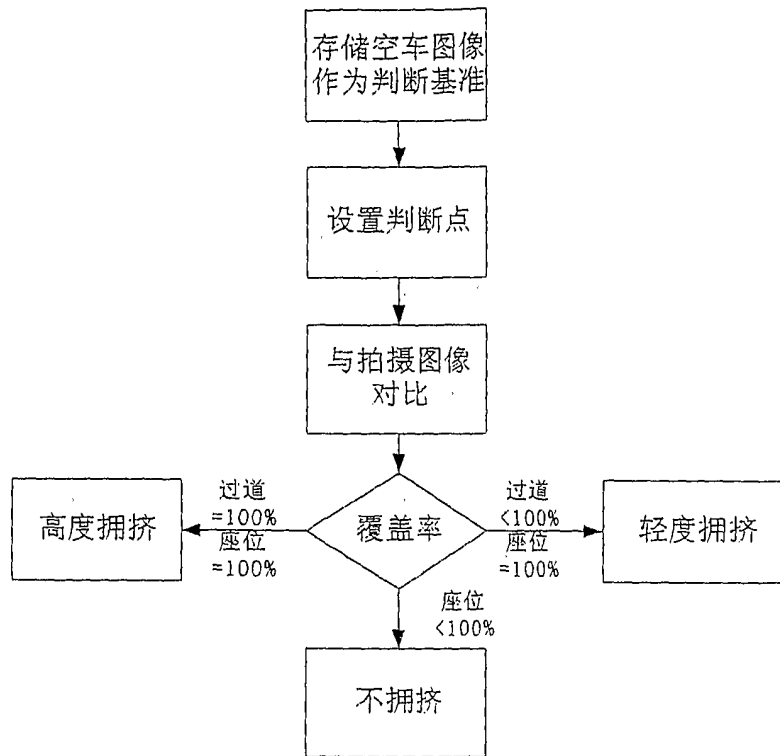 存储空车图像
作为判断基准
设置判断点
与拍摄图像
对比
过道
=100%
座位
=100%
高度拥挤
覆盖率
过道
<100%
座位
=100%
轻度拥挤
座位
<100%
不拥挤